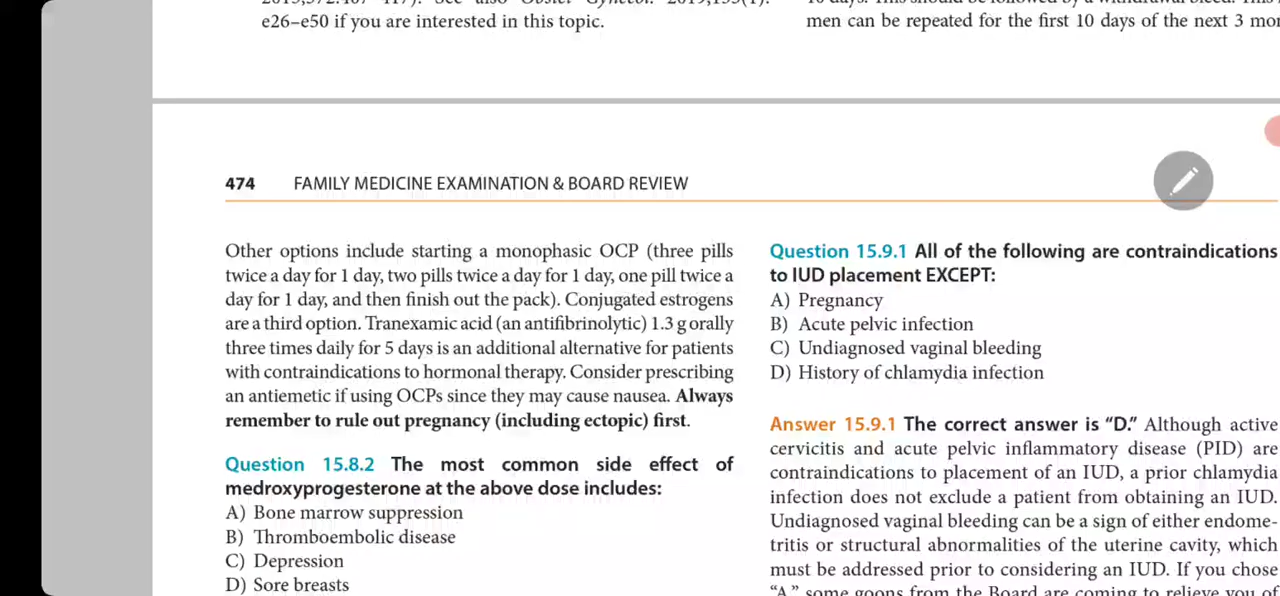 e26–e50 if you are interested in this topic.
men can be repeated for the first 10 days of the next 3
474 FAMILY MEDICINE EXAMINATION & BOARD REVIEW
Other options include starting a monophasic OCP (three pills
twice a day for 1 day, two pills twice a day for 1 day, one pill twice a
day for 1 day, and then finish out the pack). Conjugated estrogens
are a third option. Tranexamic acid (an antifibrinolytic) 1.3 g orally
three times daily for 5 days is an additional alternative for patients
with contraindications to hormonal therapy. Consider prescribing
an antiemetic if using OCPs since they may cause nausea. Always
remember to rule out pregnancy (including ectopic) first.
Question 15.8.2 The most common side effect of
medroxyprogesterone at the above dose includes:
A) Bone marrow suppression
B) Thromboembolic disease
C) Depression
D) Sore breasts
Question 15.9.1 All of the following are contraindications
to IUD placement EXCEPT:
A) Pregnancy
B) Acute pelvic infection
C) Undiagnosed vaginal bleeding
D) History of chlamydia infection
Answer 15.9.1 The correct answer is “D.” Although active
cervicitis and acute pelvic inflammatory disease (PID) are
contraindications to placement of an IUD, a prior chlamydia
infection does not exclude a patient from obtaining an IUD.
Undiagnosed vaginal bleeding can be a sign of either endome-
tritis or structural abnormalities of the uterine cavity, which
must be addressed prior to considering an IUD. If you chose
“A,” some goons from the Board are coming to relieve you of